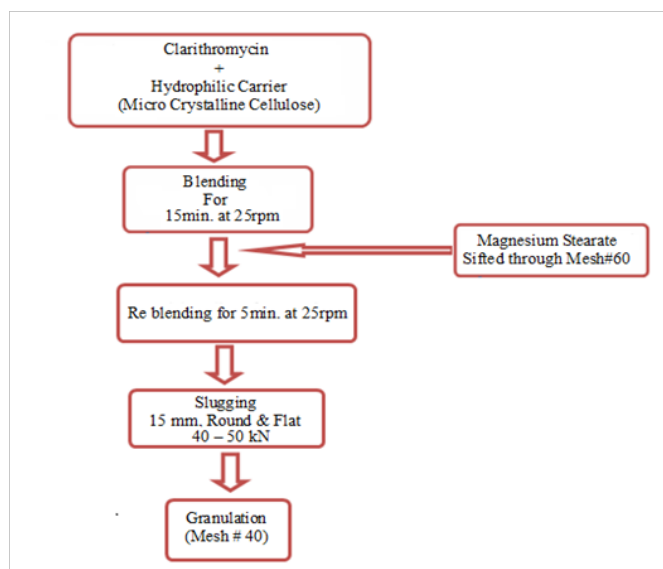 Clarithromycin
+
Hydrophilic Carrier
(Micro Crystalline Cellulose)
Blending
For
15min. at 25rpm
Magnesium Stearate
Sifted through Mesh#60
Re blending for 5min. at 25rpm
Slugging
15 mm, Round & Flat
40 – 50 kN
Granulation
(Mesh # 40)